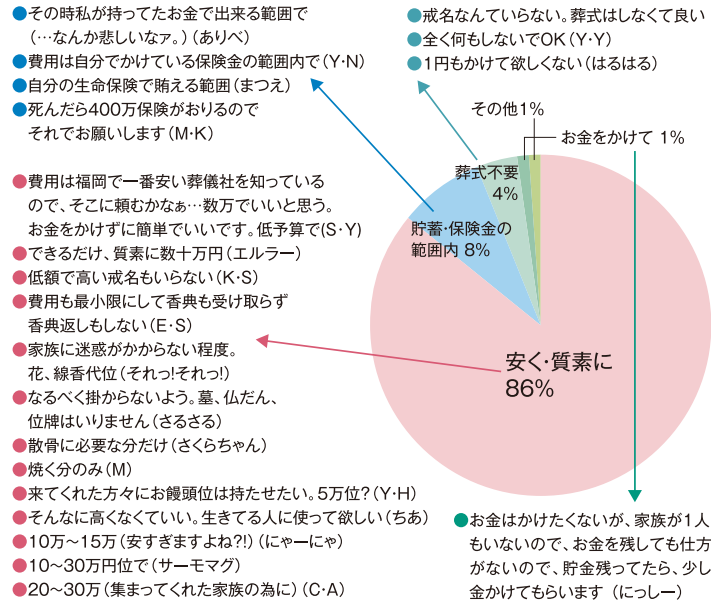 ●その時私が持ってたお金で出来る範囲で
（…なんか悲しいなァ。）（ありべ）
●費用は自分でかけている保険金の範囲内で（Y・N）
●自分の生命保険で賄える範囲（まつえ）
●死んだら400万保険がおりるので
それでお願いします（M・K）
●戒名なんていらない。葬式はしなくて良い
●全く何もしないでOK（Y・Y）
●1円もかけて欲しくない（はるはる）
その他1%
お金をかけて 1%
葬式不要
4%
貯蓄・保険金の
範囲内 8%
安く・質素に
86%
●費用は福岡で一番安い葬儀社を知っている
ので、そこに頼むかなぁ…数万でいいと思う。
お金をかけずに簡単でいいです。低予算で(S・Y)
●できるだけ、質素に数十万円（エルラー）
●低額で高い戒名もいらない（K・S）
●費用も最小限にして香典も受け取らず
香典返しもしない（E・S）
●家族に迷惑がかからない程度。
花、線香代位（それっ!それっ!）
●なるべく掛からないよう。墓、仏だん、
位牌はいりません（さるさる）
●散骨に必要な分だけ（さくらちゃん）
●焼く分のみ（M）
●来てくれた方々にお饅頭位は持たせたい。5万位？（Y・H）
●そんなに高くなくていい。生きてる人に使って欲しい（ちあ）
●10万～15万（安すぎますよね?!）（にゃーにゃ）
●10～30万円位で（サーモマグ）
●20～30万（集まってくれた家族の為に）（C・A）
●お金はかけたくないが、家族が1人
もいないので、お金を残しても仕方
がないので、貯金残ってたら、少し
金かけてもらいます（にっしー）